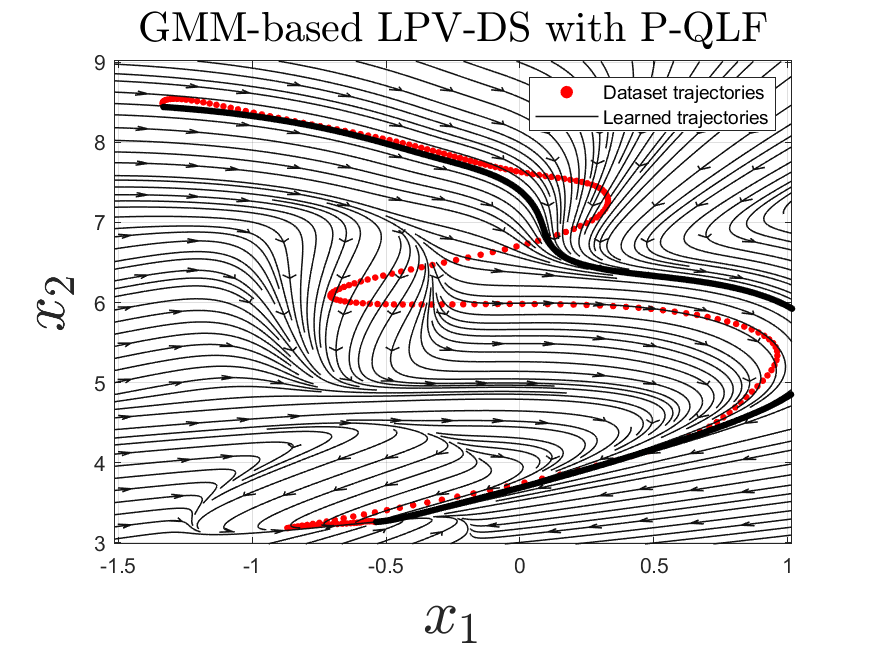 GMM-based LPV-DS with P-QLF
Dataset trajectories
Learned trajectories
9
8
7
6
5
4
3
x2
-1.5 -1 -0.5 0 0.5 1
x1